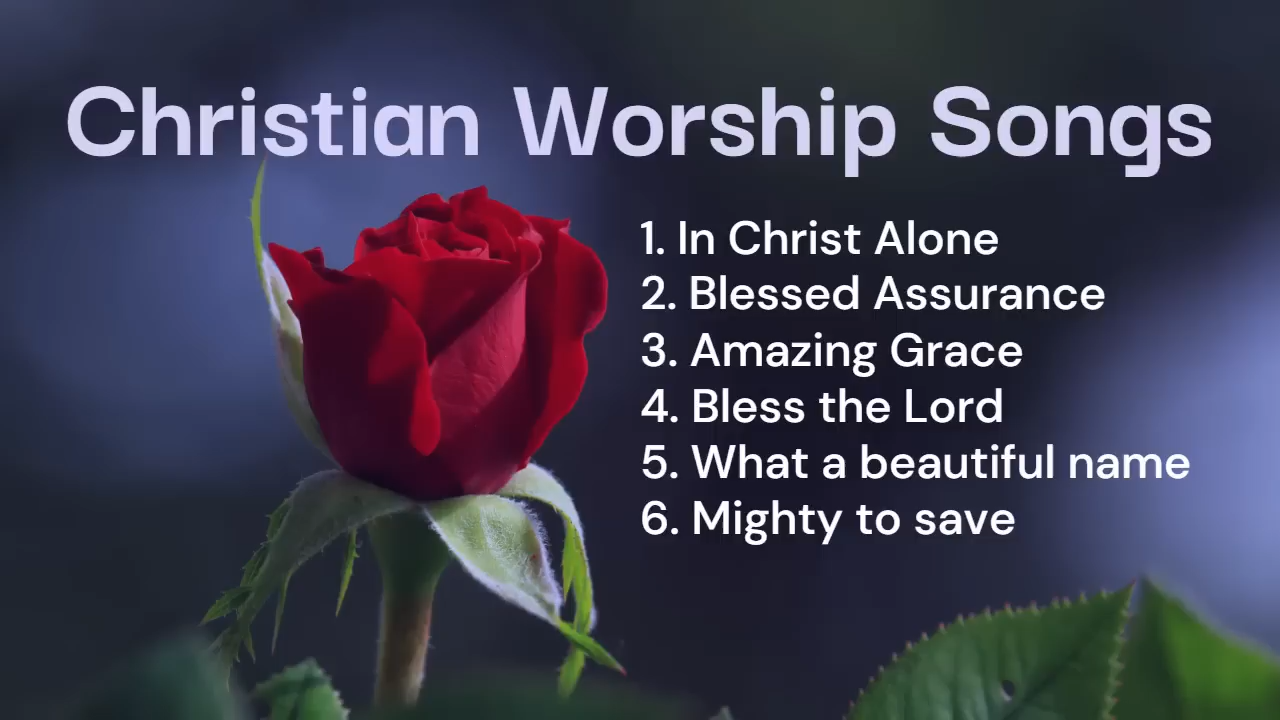 Christian Worship Songs
1. In Christ Alone
2. Blessed Assurance
3. Amazing Grace
4. Bless the Lord
5. What a beautiful name
6. Mighty to save